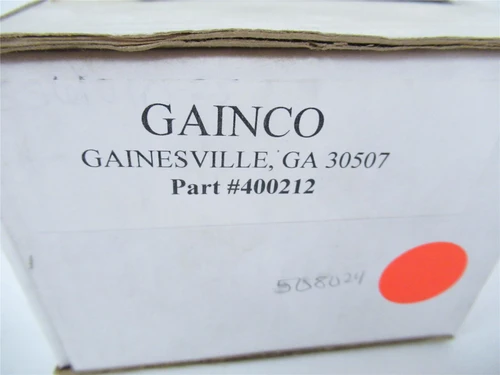 GAINCO
GAINESVILLE, GA 30507
Part #400212
508024